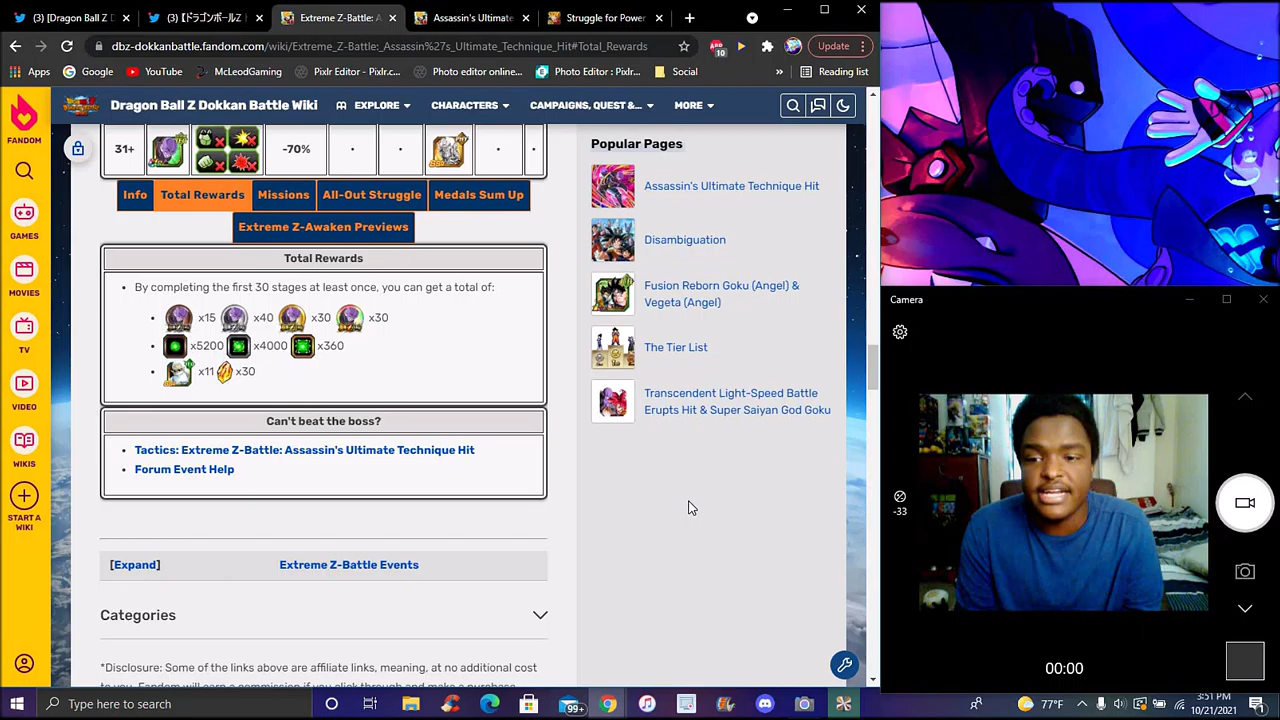 (3) [Dragon Ball Z D
(3) 【ドラゴンボールZ
Extreme Z-Battle: A
Assassin's Ultimate
Struggle for Power
dbz-dokkanbattle.fandom.com/wiki/Extreme_Z-Battle:_Assassin%27s_Ultimate_Technique_Hit#Total_Rewards
10
Update
Apps
Google
YouTube
McLeodGaming
Pixlr Editor - Pixlr.c...
Photo editor online...
Photo Editor : Pixlr...
Social
»
Reading list
FANDOM
Dragon Ball Z Dokkan Battle Wiki
EXPLORE
CHARACTERS
CAMPAIGNS, QUEST &...
MORE
GAMES
MOVIES
TV
VIDEO
WIKIS
START A
WIKI
31+
-70%
Info
Total Rewards
Missions
All-Out Struggle
Medals Sum Up
Extreme Z-Awaken Previews
Total Rewards
• By completing the first 30 stages at least once, you can get a total of:
• x15 x40 x30 x30
• x5200 x4000 x360
• x11 x30
Can't beat the boss?
• Tactics: Extreme Z-Battle: Assassin's Ultimate Technique Hit
• Forum Event Help
[Expand]
Extreme Z-Battle Events
Categories
*Disclosure: Some of the links above are affiliate links, meaning, at no additional cost
Popular Pages
Assassin's Ultimate Technique Hit
Disambiguation
Fusion Reborn Goku (Angel) &
Vegeta (Angel)
The Tier List
Transcendent Light-Speed Battle
Erupts Hit & Super Saiyan God Goku
Camera
-33
00:00
Type here to search
99+
77°F
3:51 PM
10/21/2021